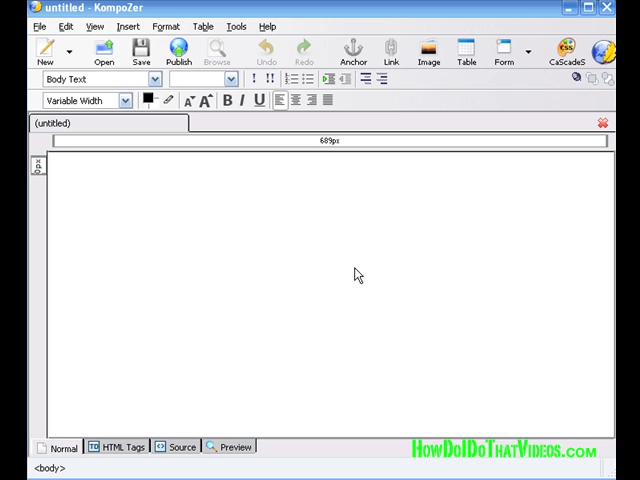 untitled - KompoZer
File Edit View Insert Format Table Tools Help
New Open Save Publish Browse Undo Redo Anchor Link Image Table Form CaScadeS
Body Text
Variable Width
(untitled)
689px
0px
Normal HTML Tags Source Preview
HowDoIDoThatVideos.com
<body>